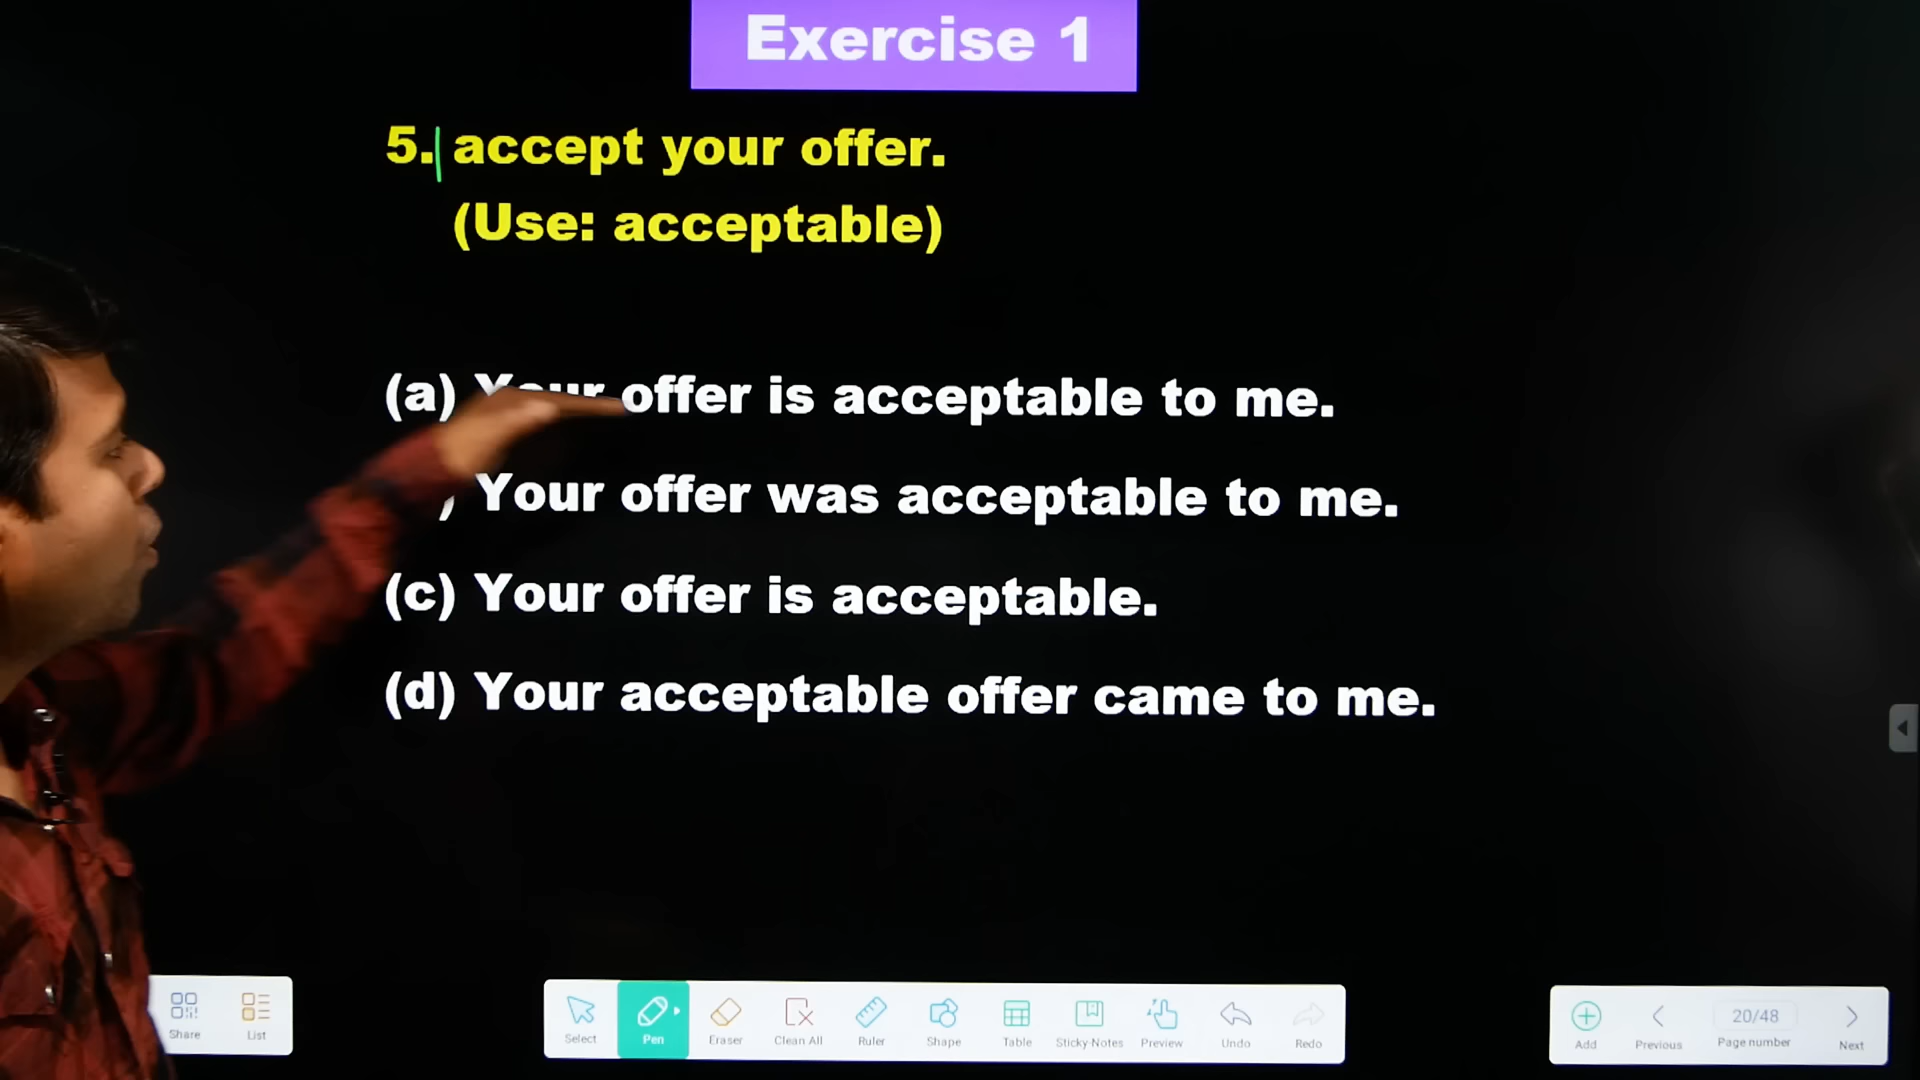 Exercise 1
5. accept your offer.
(Use: acceptable)
(a) Your offer is acceptable to me.
Your offer was acceptable to me.
(c) Your offer is acceptable.
(d) Your acceptable offer came to me.
Share List Select Pen Eraser Clean All Ruler Shape Table Sticky Notes Preview Undo Redo Add Previous 20/48 Page number Next